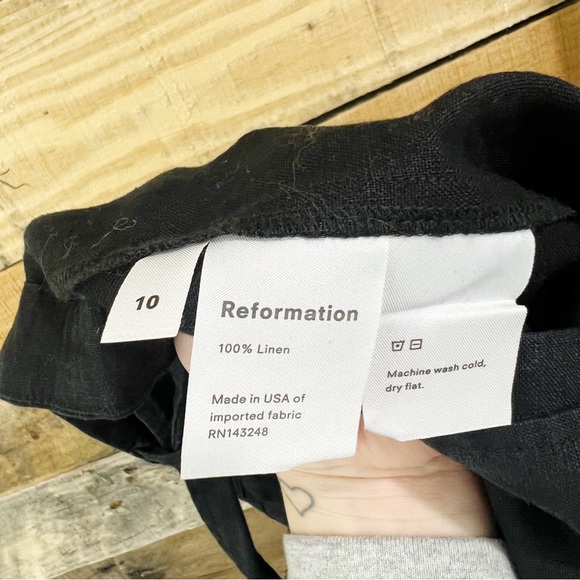 10
Reformation
100% Linen
Made in USA of
imported fabric
RN143248
Machine wash cold,
dry flat.